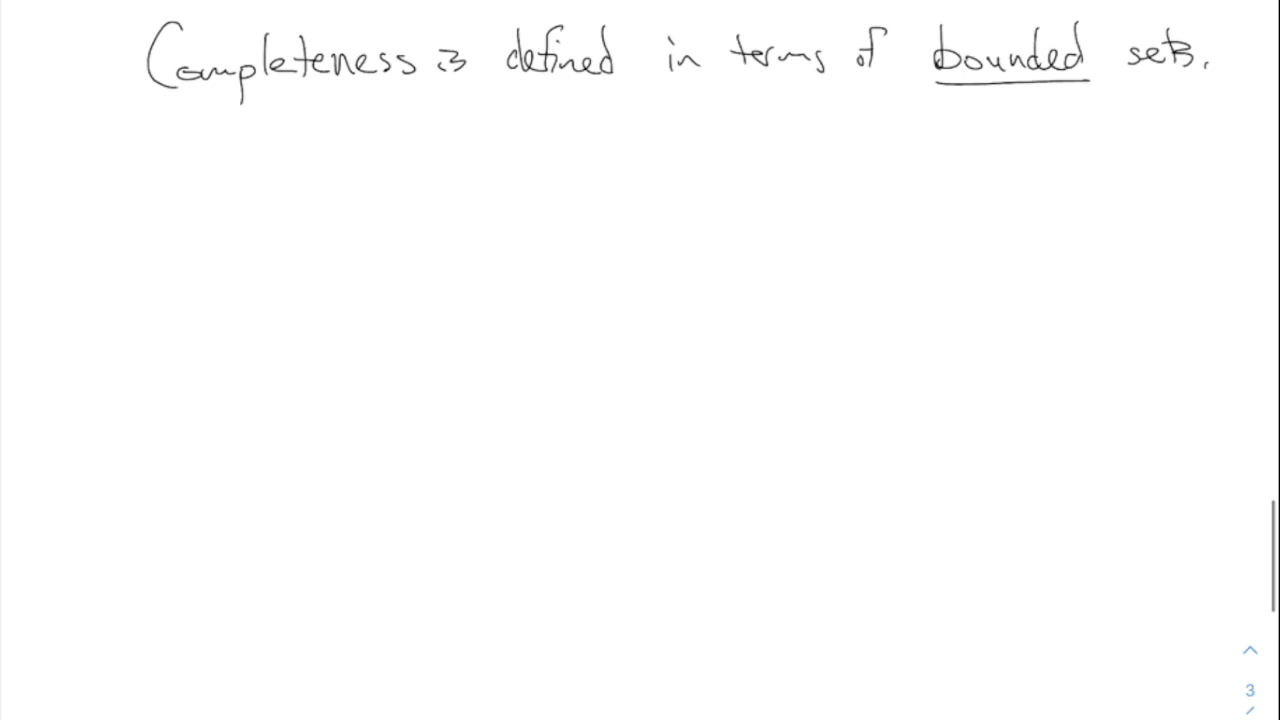 Completeness is defined in terms of bounded sets.
3